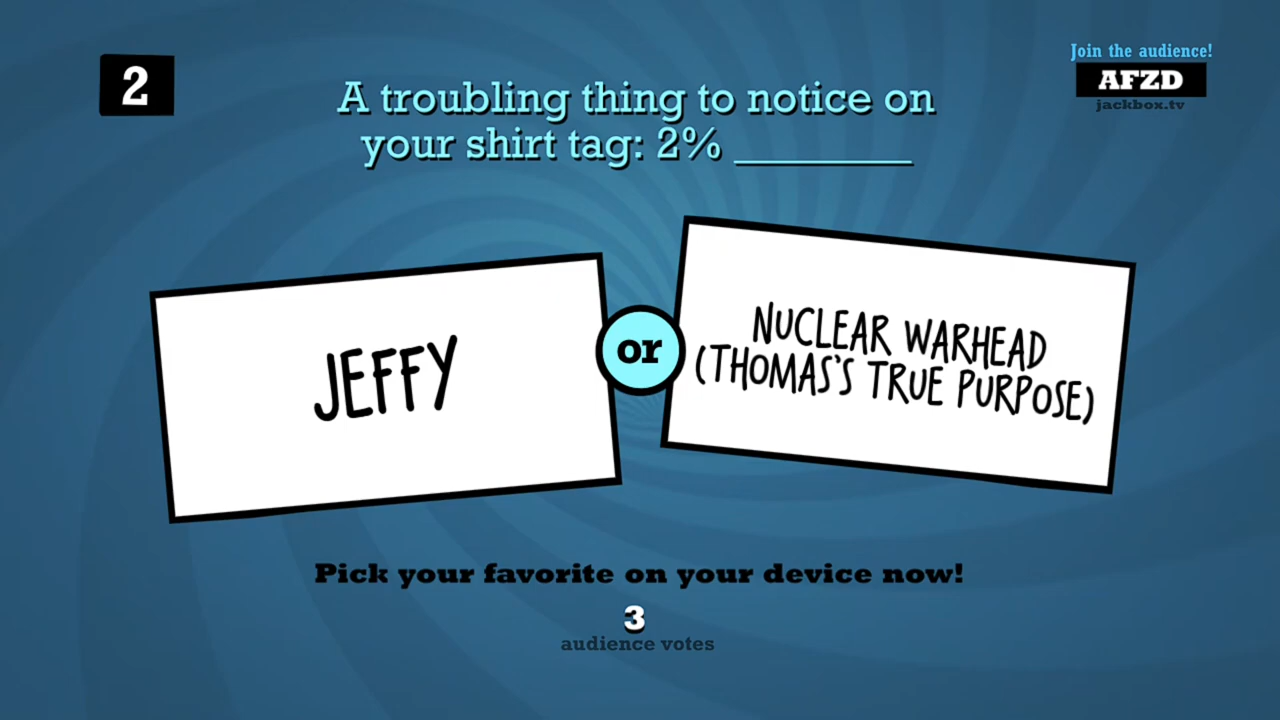 2
Join the audience!
AFZD
jackbox.tv
A troubling thing to notice on
your shirt tag: 2% _________
JEFFY
or
NUCLEAR WARHEAD
(THOMAS'S TRUE PURPOSE)
Pick your favorite on your device now!
3
audience votes